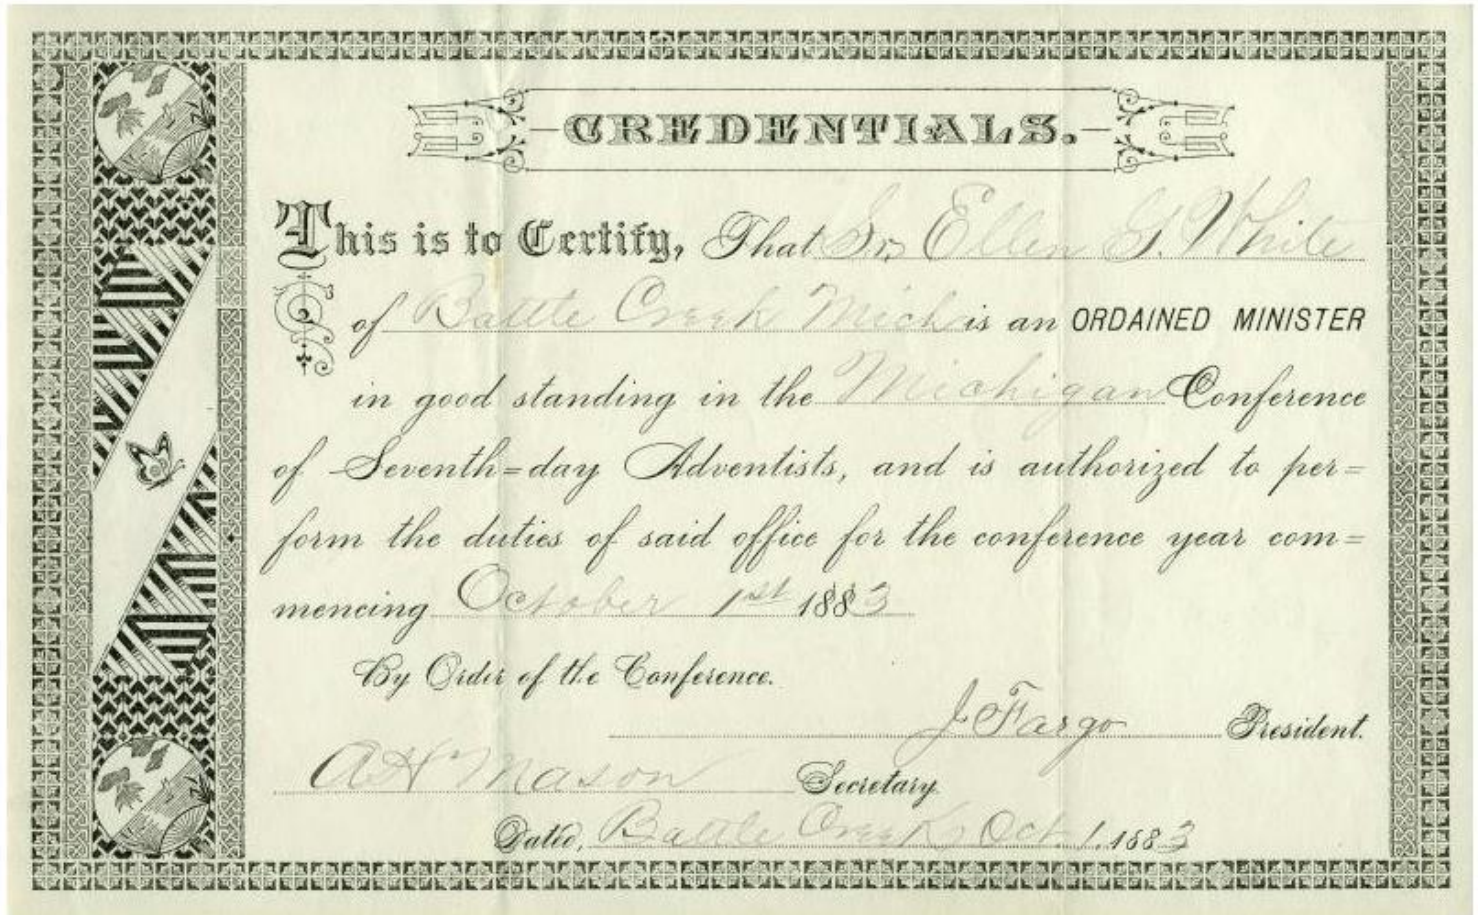 CREDENTIALS.
This is to Certify, That Sr. Ellen G. White
of Battle Creek Mich is an ORDAINED MINISTER
in good standing in the Michigan Conference
of Seventh=day Adventists, and is authorized to per=
form the duties of said office for the conference year com=
mencing October 1st 1883
By Order of the Conference.
J Fargo President.
A H Mason Secretary
Dated, Battle Creek Oct. 1. 1883